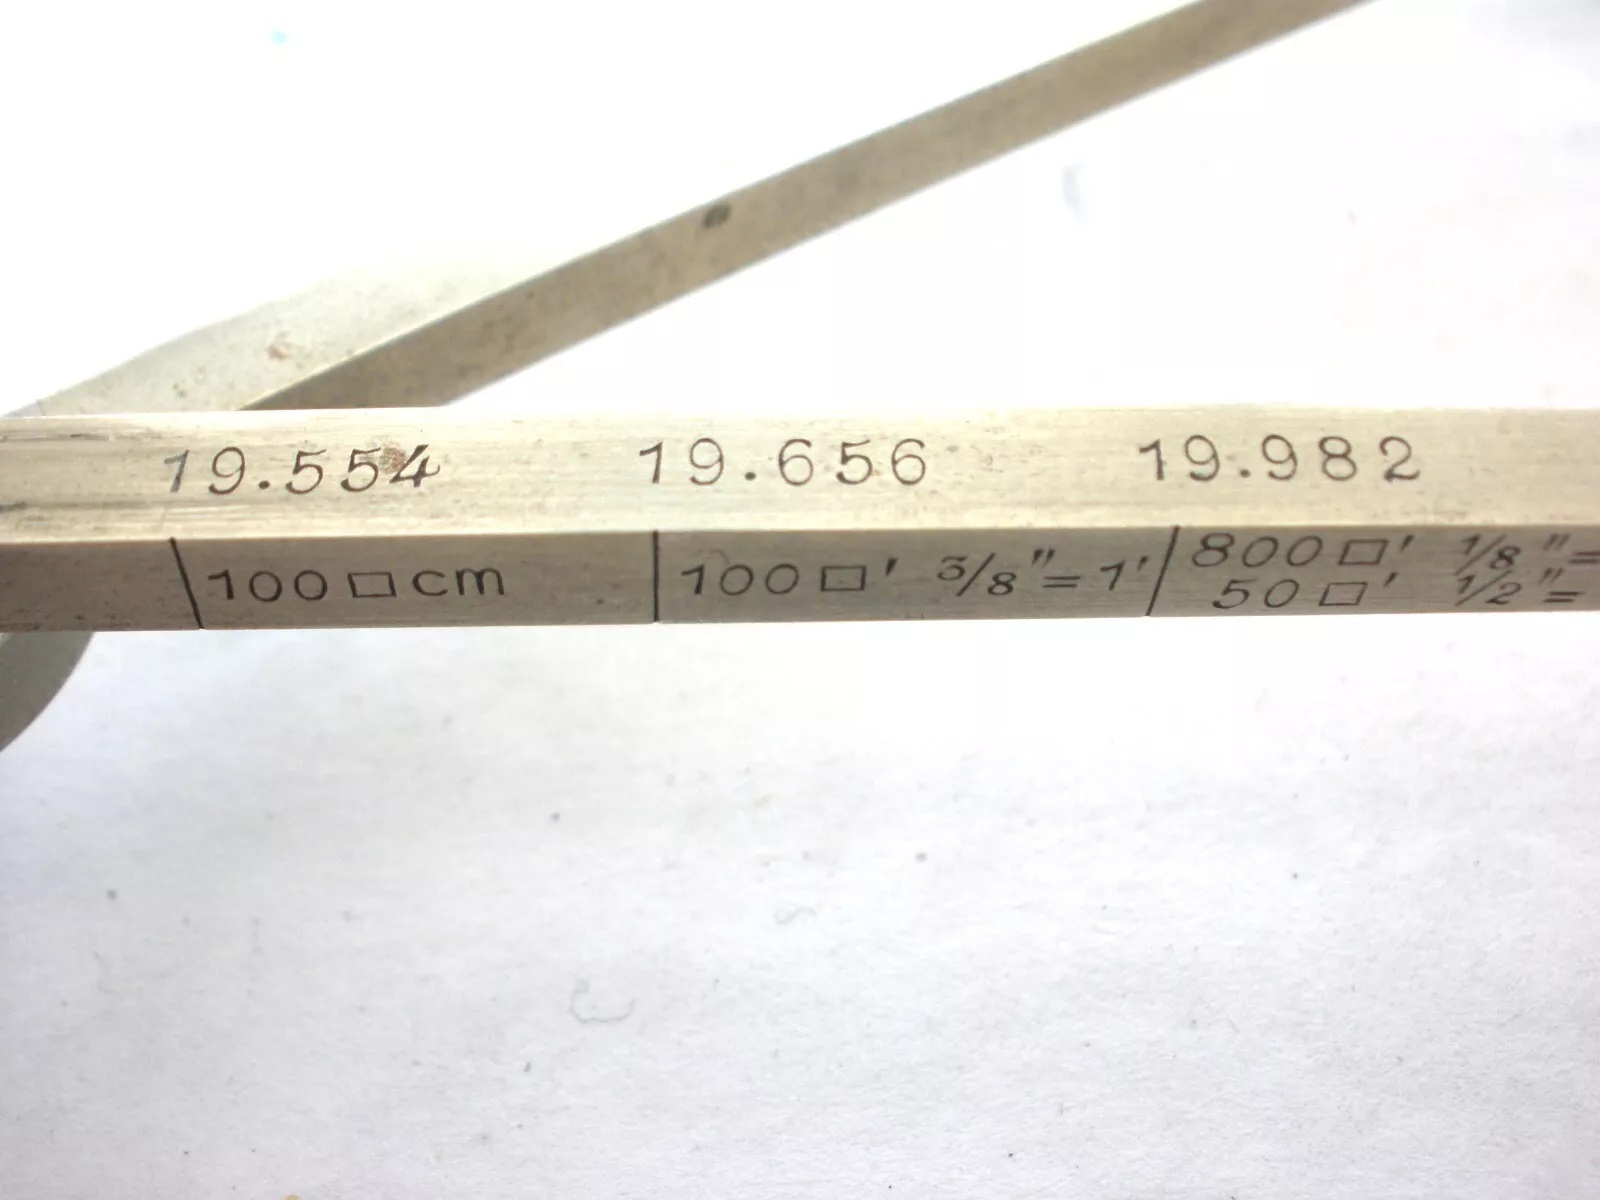 19.554 19.656 19.982
100 □ cm 100 □' 3/8" = 1' 800 □' 1/8" =
50 □' 1/2" =